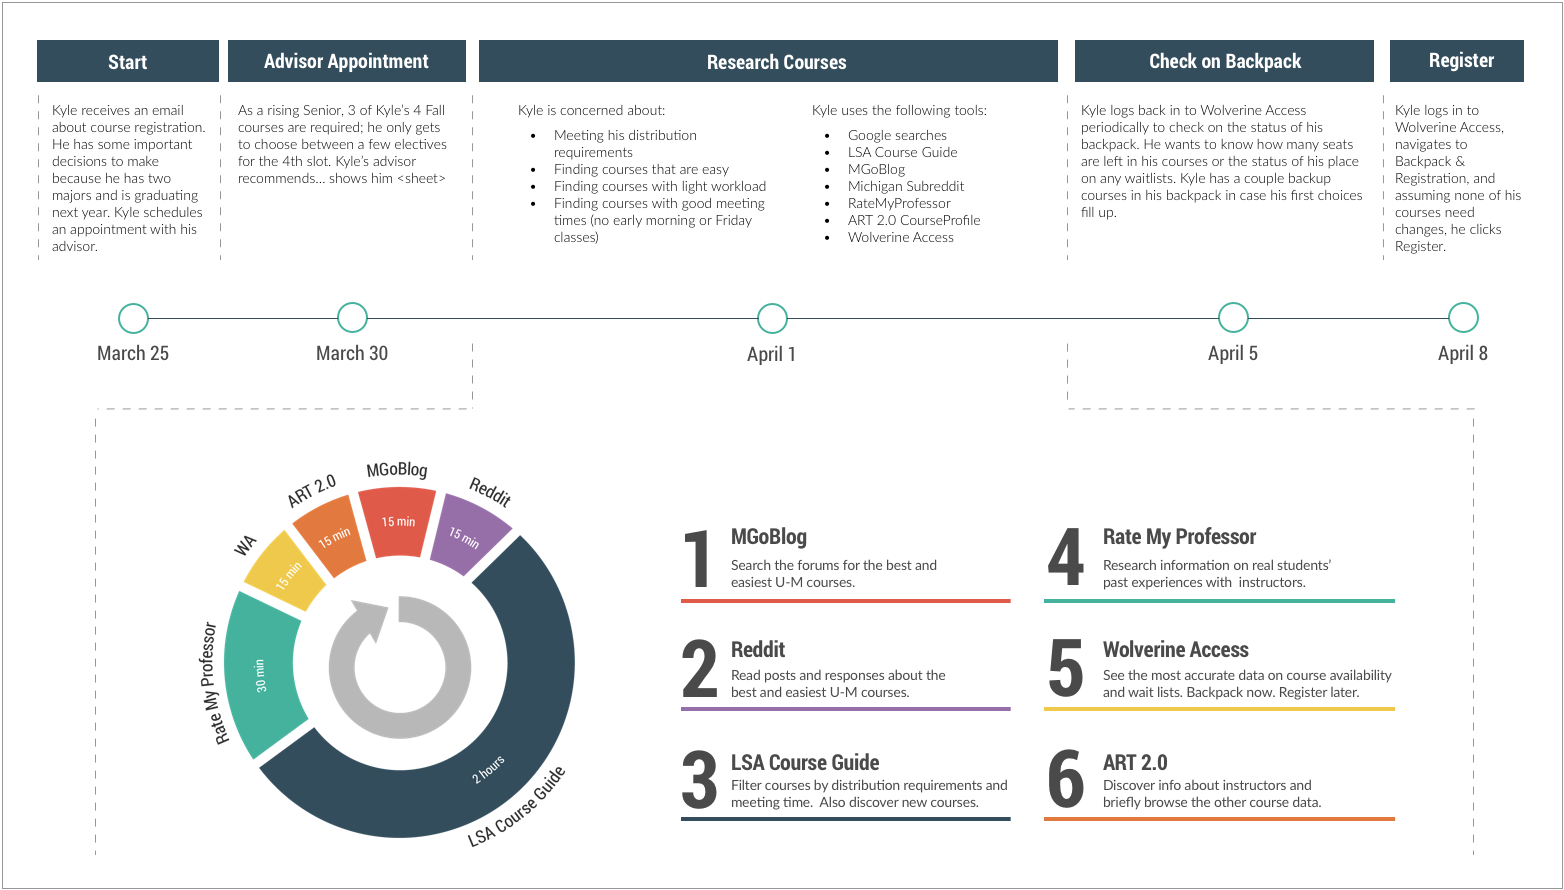 Start
Kyle receives an email
about course registration.
He has some important
decisions to make
because he has two
majors and is graduating
next year. Kyle schedules
an appointment with his
advisor.
Advisor Appointment
As a rising Senior, 3 of Kyle's 4 Fall
courses are required; he only gets
to choose between a few electives
for the 4th slot. Kyle's advisor
recommends... shows him <sheet>
Research Courses
Kyle is concerned about:
• Meeting his distribution
requirements
• Finding courses that are easy
• Finding courses with light workload
• Finding courses with good meeting
times (no early morning or Friday
classes)
Kyle uses the following tools:
• Google searches
• LSA Course Guide
• MGoBlog
• Michigan Subreddit
• RateMyProfessor
• ART 2.0 CourseProfile
• Wolverine Access
Check on Backpack
Kyle logs back in to Wolverine Access
periodically to check on the status of his
backpack. He wants to know how many seats
are left in his courses or the status of his place
on any waitlists. Kyle has a couple backup
courses in his backpack in case his first choices
fill up.
Register
Kyle logs in to
Wolverine Access,
navigates to
Backpack &
Registration, and
assuming none of his
courses need
changes, he clicks
Register.
March 25
March 30
April 1
April 5
April 8
MGoBlog
15 min
Reddit
15 min
LSA Course Guide
2 hours
Rate My Professor
30 min
WA
15 min
ART 2.0
15 min
1
MGoBlog
Search the forums for the best and
easiest U-M courses.
2
Reddit
Read posts and responses about the
best and easiest U-M courses.
3
LSA Course Guide
Filter courses by distribution requirements and
meeting time. Also discover new courses.
4
Rate My Professor
Research information on real students'
past experiences with instructors.
5
Wolverine Access
See the most accurate data on course availability
and wait lists. Backpack now. Register later.
6
ART 2.0
Discover info about instructors and
briefly browse the other course data.